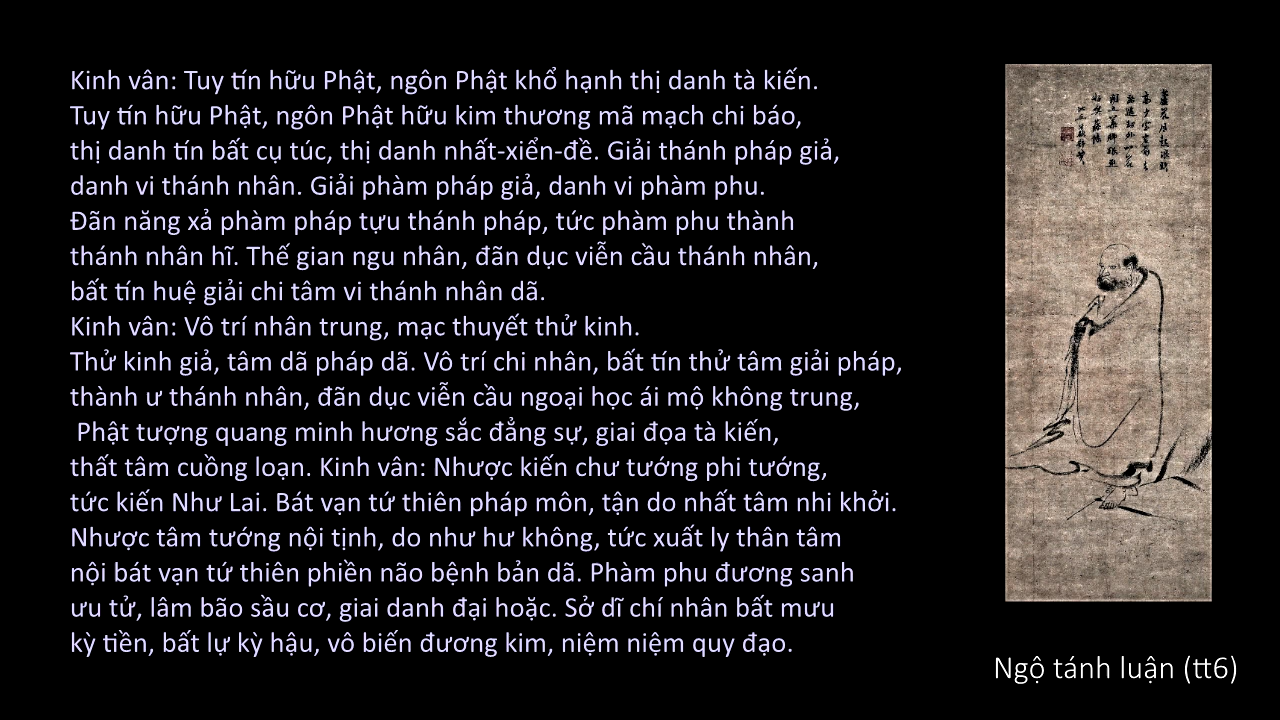 Kinh vân: Tuy tín hữu Phật, ngôn Phật khổ hạnh thị danh tà kiến.
Tuy tín hữu Phật, ngôn Phật hữu kim thương mã mạch chi báo,
thị danh tín bất cụ túc, thị danh nhất-xiển-đề. Giải thánh pháp giả,
danh vi thánh nhân. Giải phàm pháp giả, danh vi phàm phu.
Đãn năng xả phàm pháp tựu thánh pháp, tức phàm phu thành
thánh nhân hĩ. Thế gian ngu nhân, đãn dục viễn cầu thánh nhân,
bất tín huệ giải chi tâm vi thánh nhân dã.
Kinh vân: Vô trí nhân trung, mạc thuyết thử kinh.
Thử kinh giả, tâm dã pháp dã. Vô trí chi nhân, bất tín thử tâm giải pháp,
thành ư thánh nhân, đãn dục viễn cầu ngoại học ái mộ không trung,
Phật tượng quang minh hương sắc đẳng sự, giai đọa tà kiến,
thất tâm cuồng loạn. Kinh vân: Nhược kiến chư tướng phi tướng,
tức kiến Như Lai. Bát vạn tứ thiên pháp môn, tận do nhất tâm nhi khởi.
Nhược tâm tướng nội tịnh, do như hư không, tức xuất ly thân tâm
nội bát vạn tứ thiên phiền não bệnh bản dã. Phàm phu đương sanh
ưu tử, lâm bão sầu cơ, giai danh đại hoặc. Sở dĩ chí nhân bất mưu
kỳ tiền, bất lự kỳ hậu, vô biến đương kim, niệm niệm quy đạo.
Ngộ tánh luận (tt6)